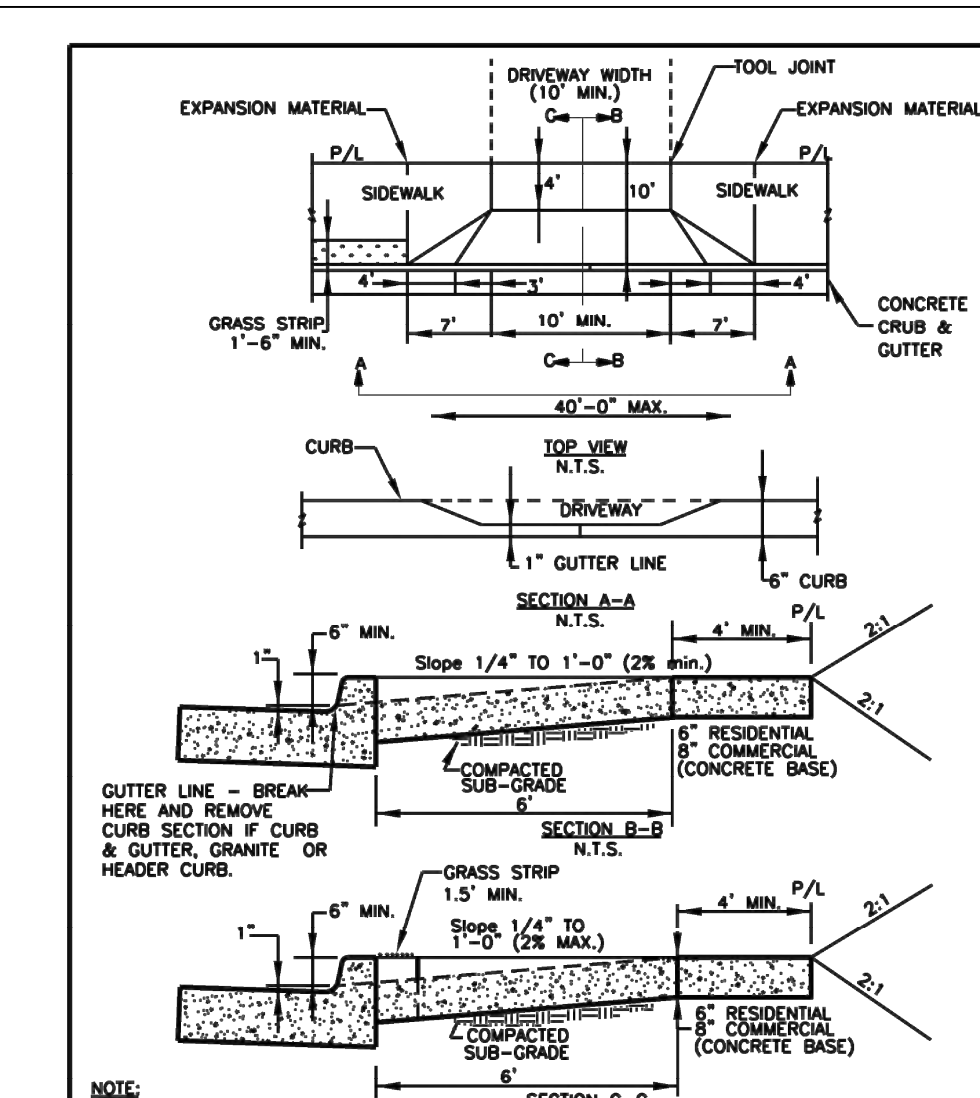 DRIVEWAY WIDTH
(10' MIN.)
TOOL JOINT
EXPANSION MATERIAL
EXPANSION MATERIAL
C B
P/L
P/L
SIDEWALK
4'
10'
SIDEWALK
4'
3'
4'
GRASS STRIP
1'-6" MIN.
7'
10' MIN.
7'
CONCRETE
CRUB &
GUTTER
A
C B
A
40'-0" MAX.
TOP VIEW
N.T.S.
CURB
DRIVEWAY
1" GUTTER LINE
6" CURB
SECTION A-A
N.T.S.
P/L
6" MIN.
4' MIN.
2:1
1"
Slope 1/4" TO 1'-0" (2% min.)
2:1
6" RESIDENTIAL
8" COMMERCIAL
(CONCRETE BASE)
COMPACTED
SUB-GRADE
GUTTER LINE - BREAK
HERE AND REMOVE
CURB SECTION IF CURB
& GUTTER, GRANITE OR
HEADER CURB.
6'
SECTION B-B
N.T.S.
GRASS STRIP
1.5' MIN.
P/L
6" MIN.
4' MIN.
2:1
1"
Slope 1/4" TO
1'-0" (2% MAX.)
2:1
6" RESIDENTIAL
8" COMMERCIAL
(CONCRETE BASE)
COMPACTED
SUB-GRADE
6'
NOTE:
SECTION C-C